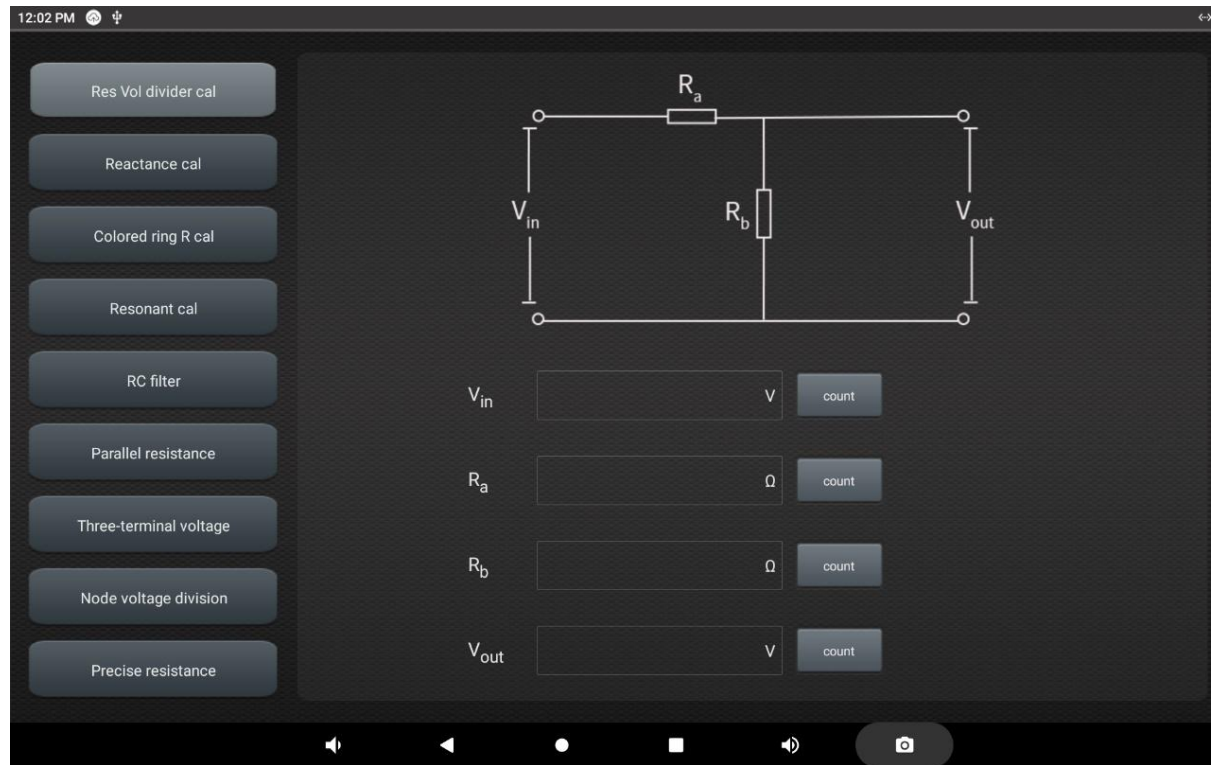 12:02 PM
Res Vol divider cal
Reactance cal
Colored ring R cal
Resonant cal
RC filter
Parallel resistance
Three-terminal voltage
Node voltage division
Precise resistance
Ra
Vin
Rb
Vout
Vin V count
Ra Ω count
Rb Ω count
Vout V count